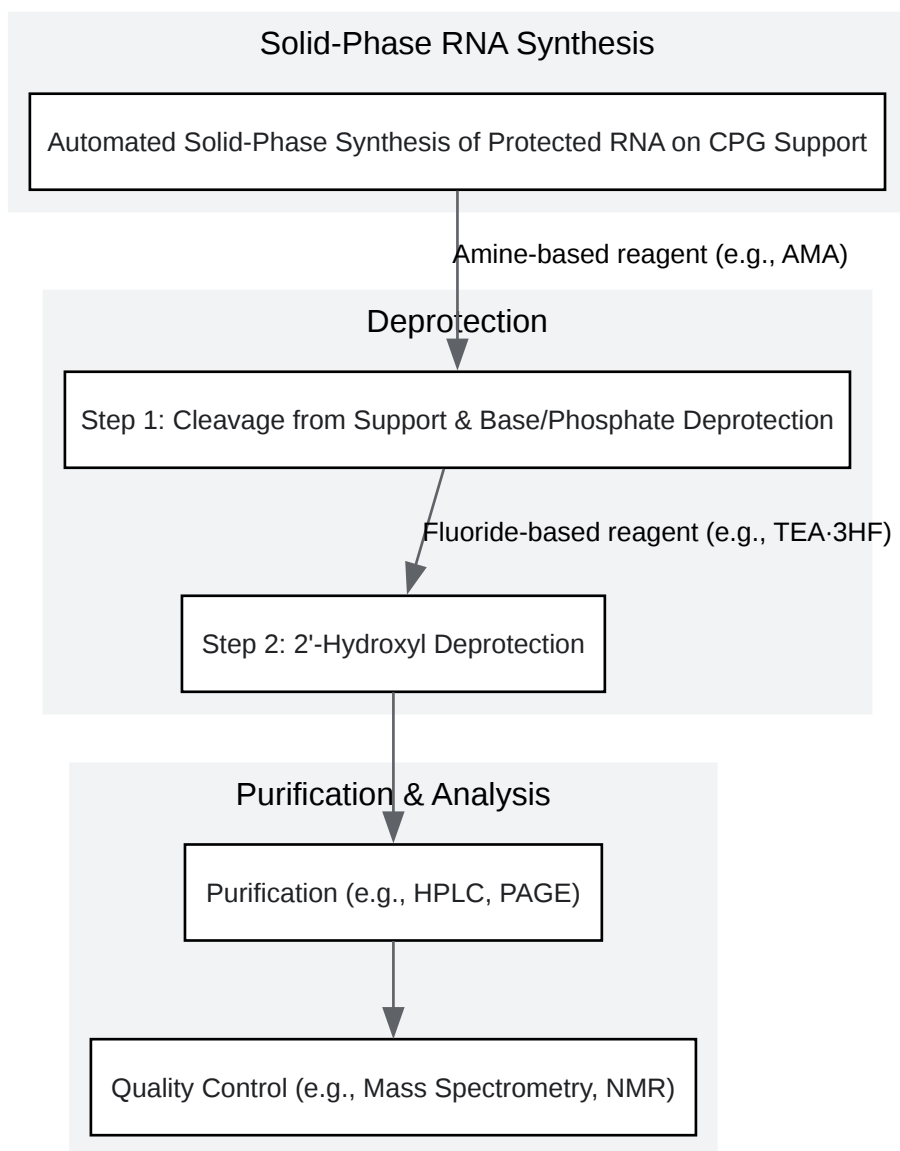 Solid-Phase RNA Synthesis
Automated Solid-Phase Synthesis of Protected RNA on CPG Support
Amine-based reagent (e.g., AMA)
Deprotection
Step 1: Cleavage from Support & Base/Phosphate Deprotection
Fluoride-based reagent (e.g., TEA·3HF)
Step 2: 2'-Hydroxyl Deprotection
Purification & Analysis
Purification (e.g., HPLC, PAGE)
Quality Control (e.g., Mass Spectrometry, NMR)